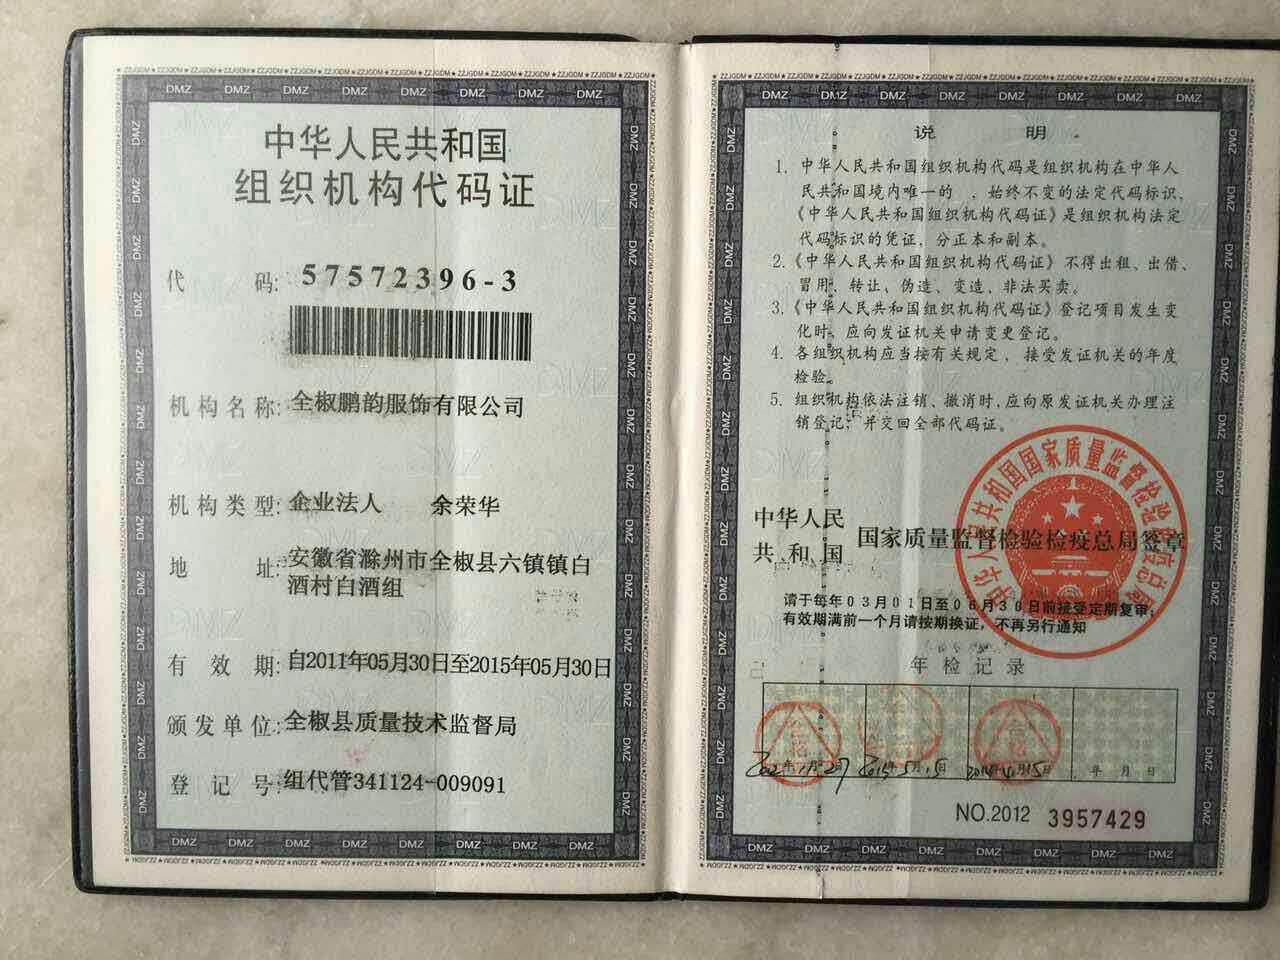 中华人民共和国
组织机构代码证
代 码: 57572396-3
机构名称: 全椒鹏韵服饰有限公司
机构类型: 企业法人 余荣华
地 址: 安徽省滁州市全椒县六镇镇白
酒村白酒组
有 效 期: 自2011年05月30日至2015年05月30日
颁发单位: 全椒县质量技术监督局
登 记 号: 组代管341124-009091
说 明
1. 中华人民共和国组织机构代码是组织机构在中华人
民共和国境内唯一的、始终不变的法定代码标识,
《中华人民共和国组织机构代码证》是组织机构法定
代码标识的凭证,分正本和副本。
2.《中华人民共和国组织机构代码证》不得出租、出借、
冒用、转让、伪造、变造、非法买卖。
3.《中华人民共和国组织机构代码证》登记项目发生变
化时,应向发证机关申请变更登记。
4. 各组织机构应当按有关规定,接受发证机关的年度
检验。
5. 组织机构依法注销、撤消时,应向原发证机关办理注
销登记,并交回全部代码证。
中华人民
共和国 国家质量监督检验检疫总局签章
中华人民共和国国家质量监督检验检疫总局
请于每年03月01日至06月30日前接受定期复审;
有效期满前一个月请按期换证,不再另行通知
年检记录
年 月 日
NO.2012 3957429